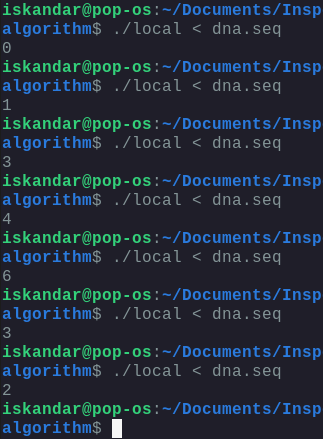 iskandar@pop-os:~/Documents/Insp
algorithm$ ./local < dna.seq
0
iskandar@pop-os:~/Documents/Insp
algorithm$ ./local < dna.seq
1
iskandar@pop-os:~/Documents/Insp
algorithm$ ./local < dna.seq
3
iskandar@pop-os:~/Documents/Insp
algorithm$ ./local < dna.seq
4
iskandar@pop-os:~/Documents/Insp
algorithm$ ./local < dna.seq
6
iskandar@pop-os:~/Documents/Insp
algorithm$ ./local < dna.seq
3
iskandar@pop-os:~/Documents/Insp
algorithm$ ./local < dna.seq
2
iskandar@pop-os:~/Documents/Insp
algorithm$